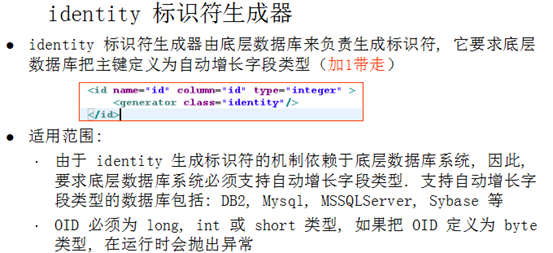 identity 标识符生成器
● identity 标识符生成器由底层数据库来负责生成标识符, 它要求底层
数据库把主键定义为自动增长字段类型（加1带走）
<id name="id" column="id" type="integer" >
<generator class="identity"/>
</id>
● 适用范围:
· 由于 identity 生成标识符的机制依赖于底层数据库系统, 因此,
要求底层数据库系统必须支持自动增长字段类型. 支持自动增长字
段类型的数据库包括: DB2, Mysql, MSSQLServer, Sybase 等
· OID 必须为 long, int 或 short 类型, 如果把 OID 定义为 byte
类型, 在运行时会抛出异常